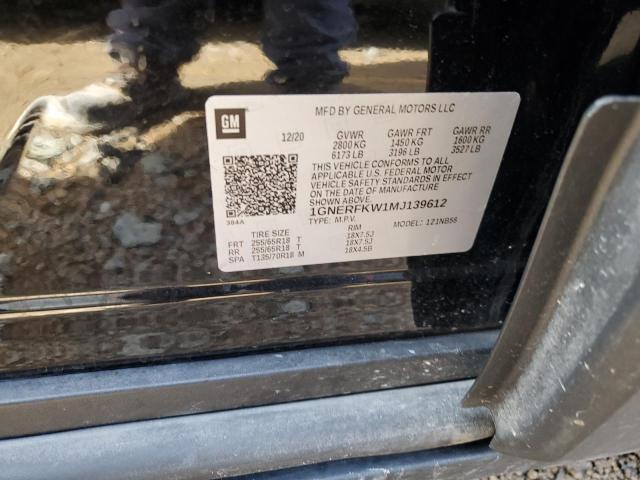 GM
MFD BY GENERAL MOTORS LLC
12/20 GVWR GAWR FRT GAWR RR
2800 KG 1450 KG 1600 KG
6173 LB 3196 LB 3527 LB
THIS VEHICLE CONFORMS TO ALL
APPLICABLE U.S. FEDERAL MOTOR
VEHICLE SAFETY STANDARDS IN EFFECT
ON THE DATE OF MANUFACTURE
SHOWN ABOVE.
384A 1GNERFKW1MJ139612
TYPE: M.P.V. MODEL: 1Z1NB56
TIRE SIZE RIM
FRT 255/65R18 T 18X7.5J
RR 255/65R18 T 18X7.5J
SPA T135/70R18 M 18X4.5B